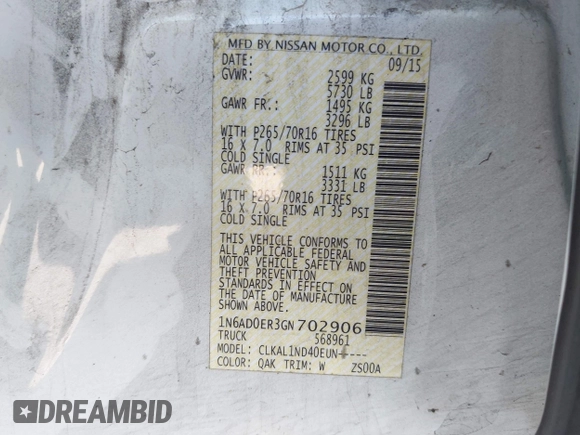 MFD BY NISSAN MOTOR CO., LTD.
DATE: 09/15
GVWR: 2599 KG
5730 LB
GAWR FR.: 1495 KG
3296 LB
WITH P265/70R16 TIRES
16 X 7.0 RIMS AT 35 PSI
COLD SINGLE
GAWR RR.: 1511 KG
3331 LB
WITH P265/70R16 TIRES
16 X 7.0 RIMS AT 35 PSI
COLD SINGLE
THIS VEHICLE CONFORMS TO
ALL APPLICABLE FEDERAL
MOTOR VEHICLE SAFETY AND
THEFT PREVENTION
STANDARDS IN EFFECT ON
THE DATE OF MANUFACTURE
SHOWN ABOVE.
1N6AD0ER3GN702906
TRUCK 568961
MODEL: CLKAL1ND40EUN----
COLOR: QAK TRIM: W ZS00A
DREAMBID
dreambid.com